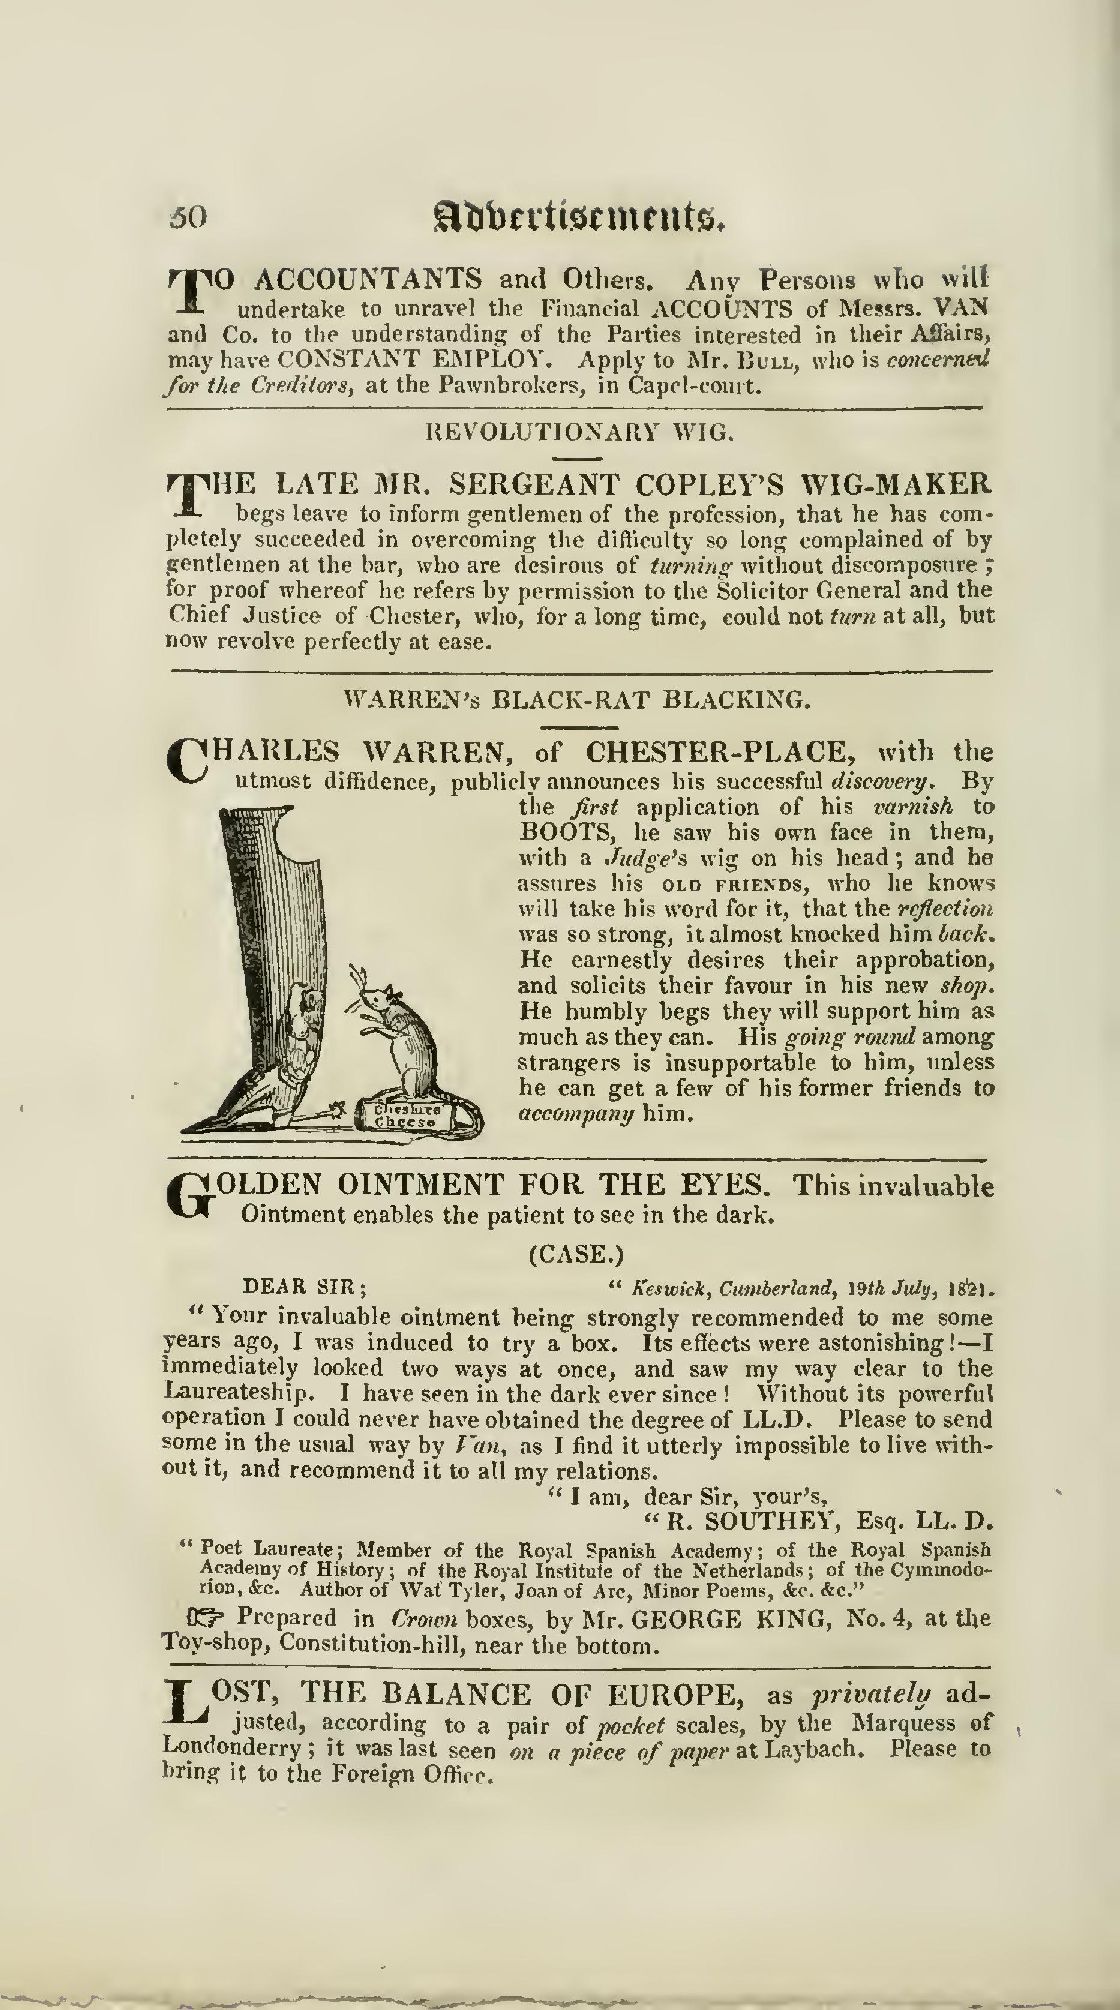 50 Advertisements.
TO ACCOUNTANTS and Others. Any Persons who will
undertake to unravel the Financial ACCOUNTS of Messrs. VAN
and Co. to the understanding of the Parties interested in their Affairs,
may have CONSTANT EMPLOY. Apply to Mr. BULL, who is concerned
for the Creditors, at the Pawnbrokers, in Capel-court.
REVOLUTIONARY WIG.
THE LATE MR. SERGEANT COPLEY'S WIG-MAKER
begs leave to inform gentlemen of the profession, that he has com-
pletely succeeded in overcoming the difficulty so long complained of by
gentlemen at the bar, who are desirous of turning without discomposure;
for proof whereof he refers by permission to the Solicitor General and the
Chief Justice of Chester, who, for a long time, could not turn at all, but
now revolve perfectly at ease.
WARREN's BLACK-RAT BLACKING.
CHARLES WARREN, of CHESTER-PLACE, with the
utmost diffidence, publicly announces his successful discovery. By
the first application of his varnish to
BOOTS, he saw his own face in them,
with a Judge's wig on his head; and he
assures his OLD FRIENDS, who he knows
will take his word for it, that the reflection
was so strong, it almost knocked him back.
He earnestly desires their approbation,
and solicits their favour in his new shop.
He humbly begs they will support him as
much as they can. His going round among
strangers is insupportable to him, unless
he can get a few of his former friends to
accompany him.
Cheshire
Cheese
GOLDEN OINTMENT FOR THE EYES. This invaluable
Ointment enables the patient to see in the dark.
(CASE.)
DEAR SIR; "Keswick, Cumberland, 19th July, 1821.
"Your invaluable ointment being strongly recommended to me some
years ago, I was induced to try a box. Its effects were astonishing!—I
immediately looked two ways at once, and saw my way clear to the
Laureateship. I have seen in the dark ever since! Without its powerful
operation I could never have obtained the degree of LL.D. Please to send
some in the usual way by Van, as I find it utterly impossible to live with-
out it, and recommend it to all my relations.
"I am, dear Sir, your's,
"R. SOUTHEY, Esq. LL. D.
"Poet Laureate; Member of the Royal Spanish Academy; of the Royal Spanish
Academy of History; of the Royal Institute of the Netherlands; of the Cymmodo-
rion, &c. Author of Wat Tyler, Joan of Arc, Minor Poems, &c. &c."
☞ Prepared in Crown boxes, by Mr. GEORGE KING, No. 4, at the
Toy-shop, Constitution-hill, near the bottom.
LOST, THE BALANCE OF EUROPE, as privately ad-
justed, according to a pair of pocket scales, by the Marquess of
Londonderry; it was last seen on a piece of paper at Laybach. Please to
bring it to the Foreign Office.